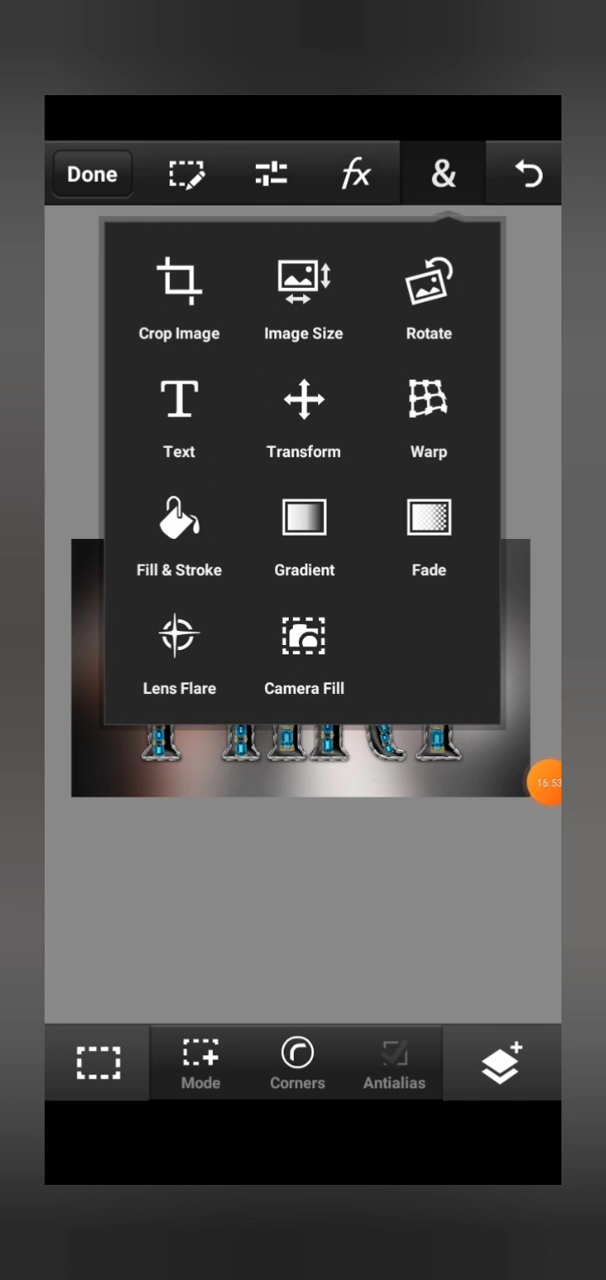 Done fx &
Crop Image Image Size Rotate
Text Transform Warp
Fill & Stroke Gradient Fade
Lens Flare Camera Fill
16:53
Mode Corners Antialias